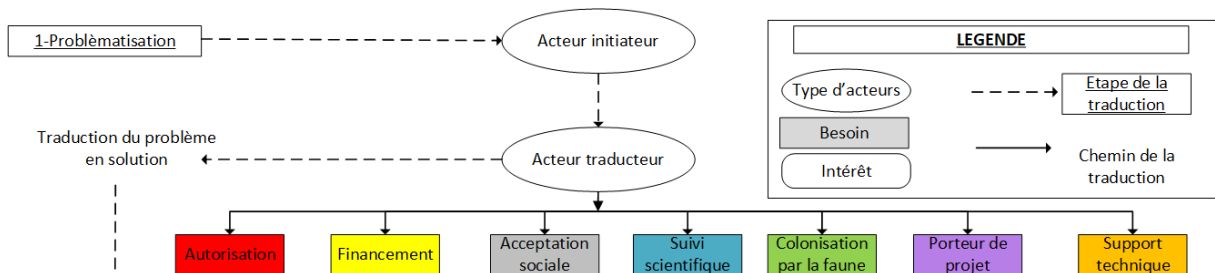 1-Problèmatisation
Acteur initiateur
LEGENDE
Type d'acteurs
Etape de la
traduction
Besoin
Intérêt
Chemin de la
traduction
Traduction du problème
en solution
Acteur traducteur
Autorisation
Financement
Acceptation
sociale
Suivi
scientifique
Colonisation
par la faune
Porteur de
projet
Support
technique